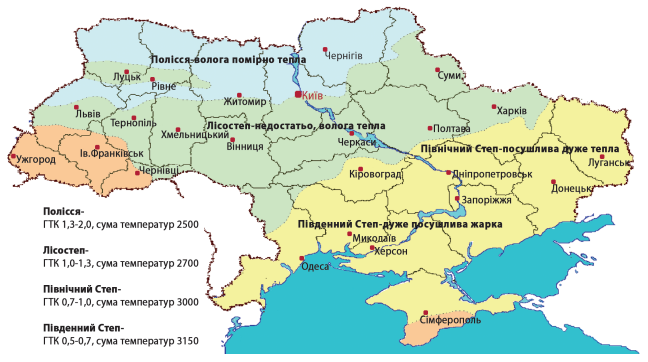 Полісся-волога помірно тепла
Чернігів
Луцьк
Рівне
Суми
Житомир
Київ
Львів
Тернопіль
Харків
Лісостеп-недостатьо, волога тепла
Хмельницький
Полтава
Черкаси
Вінниця
Північний Степ-посушлива дуже тепла
Ужгород
Ів.Франківськ
Луганськ
Чернівці
Кіровоград
Дніпропетровськ
Донецьк
Запоріжжя
Полісся-
ГТК 1,3-2,0, сума температур 2500
Південний Степ-дуже посушлива жарка
Миколаїв
Херсон
Лісостеп-
ГТК 1,0-1,3, сума температур 2700
Одеса
Північний Степ-
ГТК 0,7-1,0, сума температур 3000
Сімферополь
Південний Степ-
ГТК 0,5-0,7, сума температур 3150